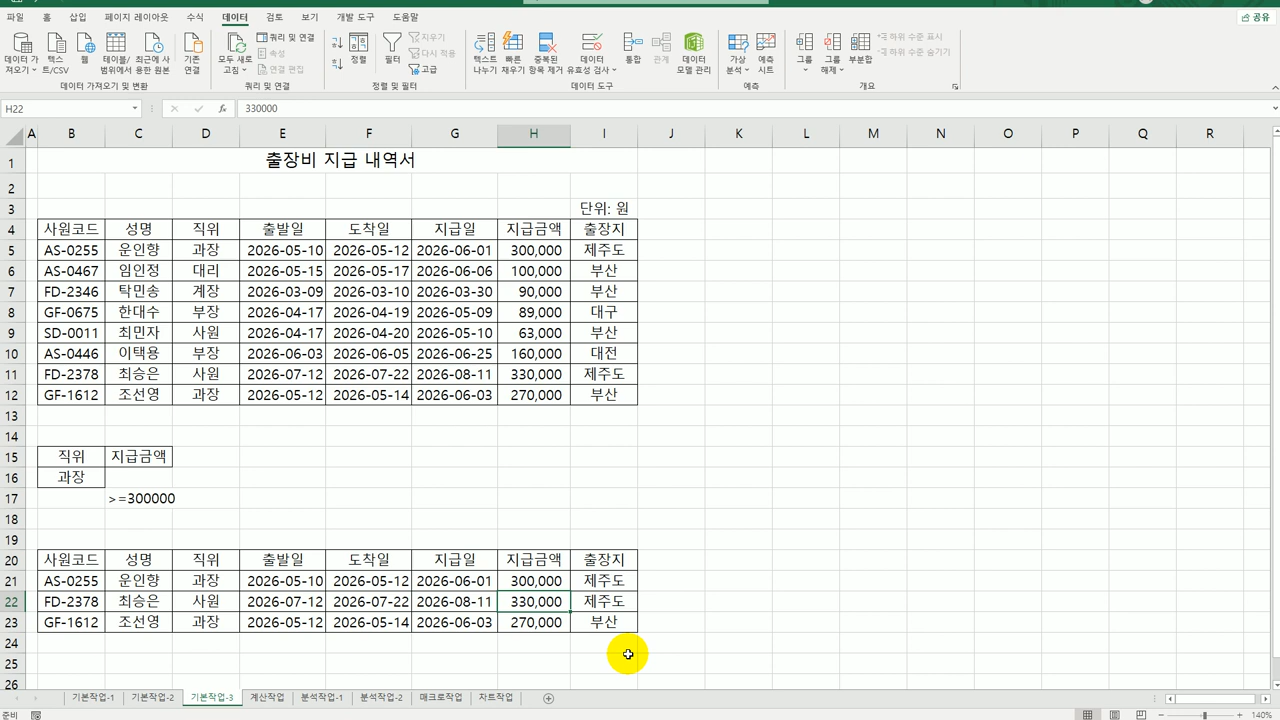 파일 홈 삽입 페이지 레이아웃 수식 데이터 검토 보기 개발 도구 도움말 공유
데이터 가져오기 텍스트/CSV 웹 테이블/범위에서 최근에 사용한 원본 기존 연결
데이터 가져오기 및 변환
모두 새로 고침 쿼리 및 연결 속성 연결 편집
쿼리 및 연결
정렬 필터 지우기 다시 적용 고급
정렬 및 필터
텍스트 나누기 빠른 채우기 중복된 항목 제거 데이터 유효성 검사 통합 관계 데이터 모델 관리
데이터 도구
가상 분석 예측 시트
예측
그룹 그룹 해제 부분합 하위 수준 표시 하위 수준 숨기기
개요
H22 fx 330000
A B C D E F G H I J K L M N O P Q R
1 출장비 지급 내역서
2
3 단위: 원
4 사원코드 성명 직위 출발일 도착일 지급일 지급금액 출장지
5 AS-0255 운인향 과장 2026-05-10 2026-05-12 2026-06-01 300,000 제주도
6 AS-0467 임인정 대리 2026-05-15 2026-05-17 2026-06-06 100,000 부산
7 FD-2346 탁민송 계장 2026-03-09 2026-03-10 2026-03-30 90,000 부산
8 GF-0675 한대수 부장 2026-04-17 2026-04-19 2026-05-09 89,000 대구
9 SD-0011 최민자 사원 2026-04-17 2026-04-20 2026-05-10 63,000 부산
10 AS-0446 이택용 부장 2026-06-03 2026-06-05 2026-06-25 160,000 대전
11 FD-2378 최승은 사원 2026-07-12 2026-07-22 2026-08-11 330,000 제주도
12 GF-1612 조선영 과장 2026-05-12 2026-05-14 2026-06-03 270,000 부산
13
14
15 직위 지급금액
16 과장
17 >=300000
18
19
20 사원코드 성명 직위 출발일 도착일 지급일 지급금액 출장지
21 AS-0255 운인향 과장 2026-05-10 2026-05-12 2026-06-01 300,000 제주도
22 FD-2378 최승은 사원 2026-07-12 2026-07-22 2026-08-11 330,000 제주도
23 GF-1612 조선영 과장 2026-05-12 2026-05-14 2026-06-03 270,000 부산
24
25
26
기본작업-1 기본작업-2 기본작업-3 계산작업 분석작업-1 분석작업-2 매크로작업 차트작업
준비 140%